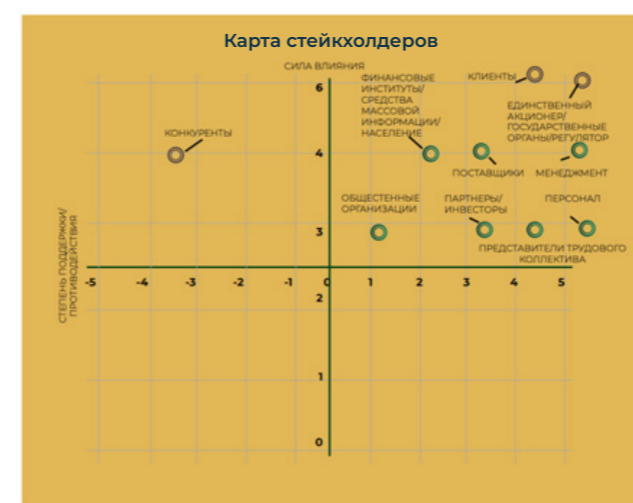 Карта стейкхолдеров
СИЛА ВЛИЯНИЯ
ФИНАНСОВЫЕ
ИНСТИТУТЫ/
СРЕДСТВА
МАССОВОЙ
ИНФОРМАЦИИ/
НАСЕЛЕНИЕ
КЛИЕНТЫ
ЕДИНСТВЕННЫЙ
АКЦИОНЕР/
ГОСУДАРСТВЕННЫЕ
ОРГАНЫ/РЕГУЛЯТОР
6
КОНКУРЕНТЫ
4
ПОСТАВЩИКИ
МЕНЕДЖМЕНТ
ОБЩЕСТЕННЫЕ
ОРГАНИЗАЦИИ
ПАРТНЕРЫ/
ИНВЕСТОРЫ
ПЕРСОНАЛ
3
ПРЕДСТАВИТЕЛИ ТРУДОВОГО
КОЛЛЕКТИВА
СТЕПЕНЬ ПОДДЕРЖКИ/
ПРОТИВОДЕЙСТВИЯ
-5 -4 -3 -2 -1 0 1 2 3 4 5
2
1
0